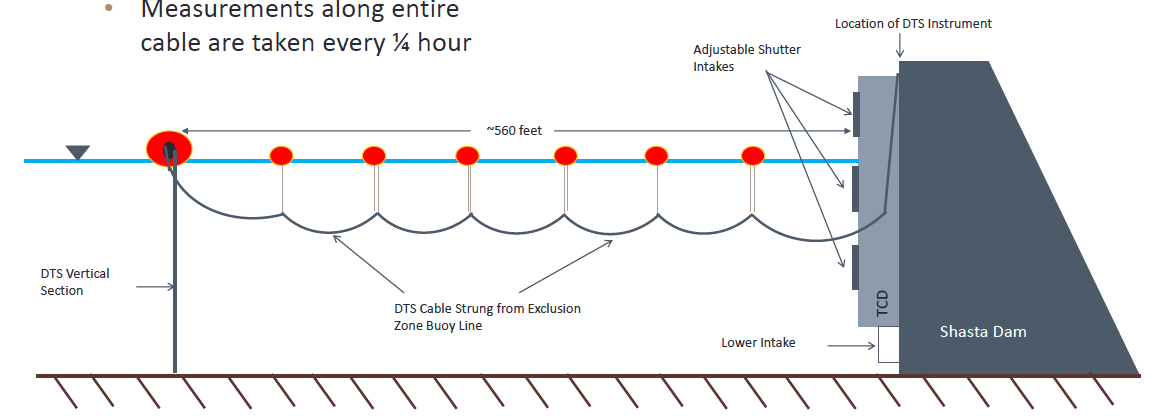 • Measurements along entire
cable are taken every ¼ hour
Location of DTS Instrument
Adjustable Shutter
Intakes
~560 feet
DTS Vertical
Section
DTS Cable Strung from Exclusion
Zone Buoy Line
TCD
Lower Intake
Shasta Dam